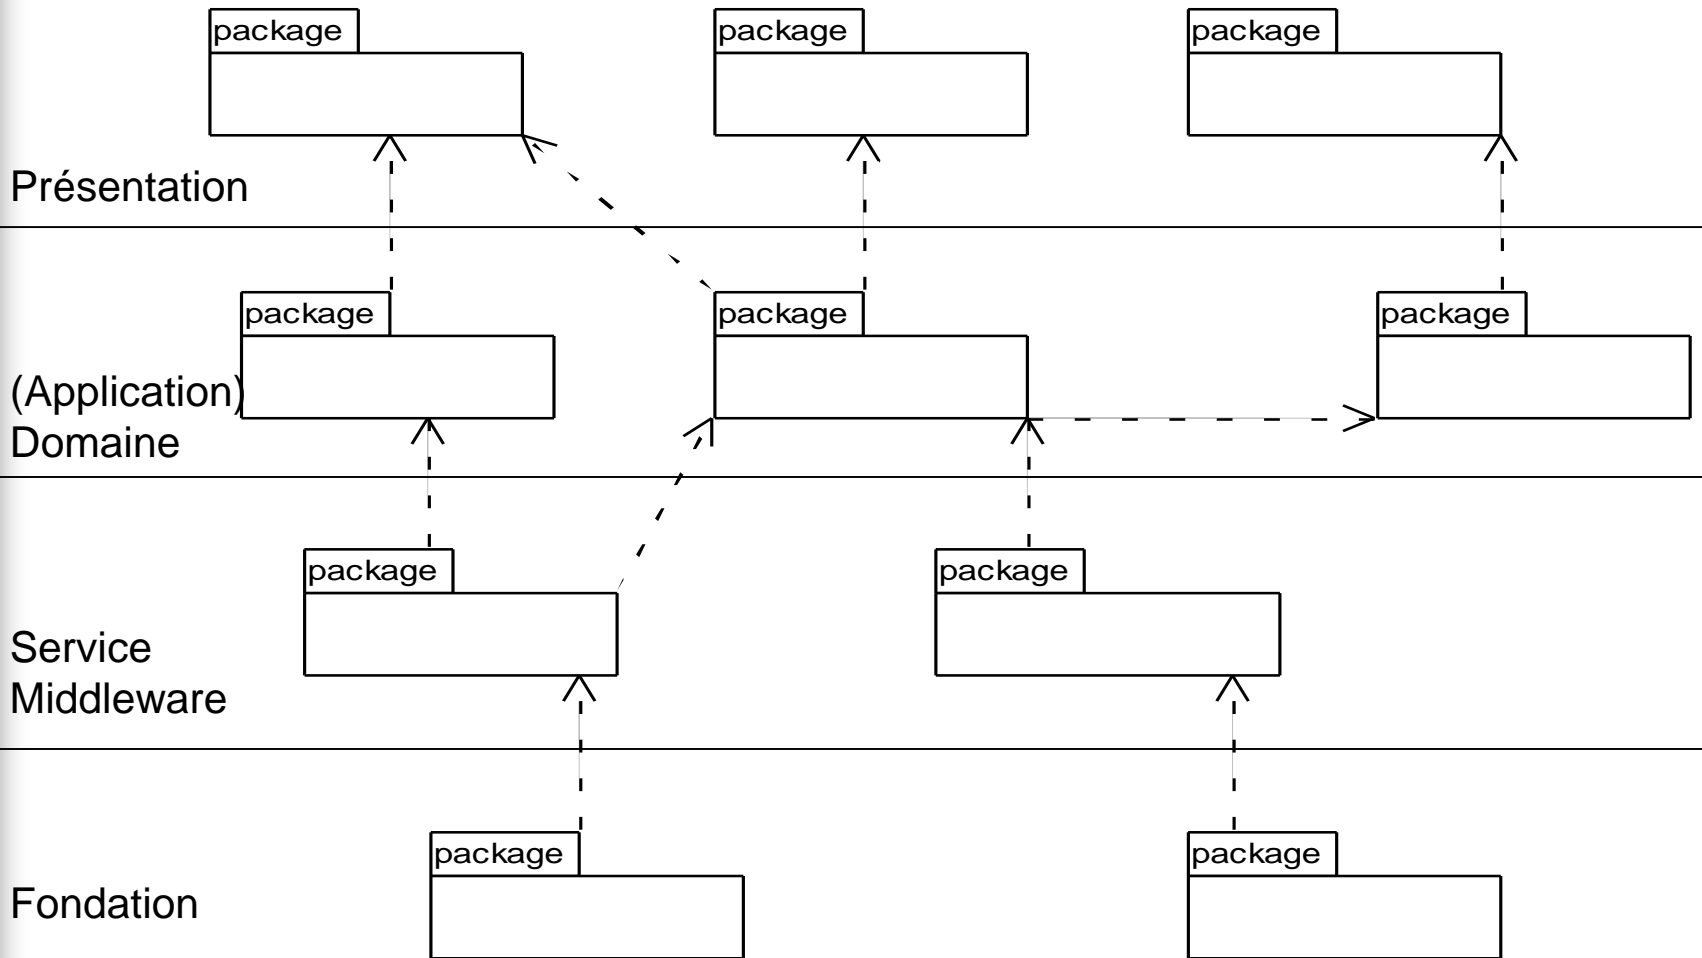 package
package
package
Présentation
package
package
package
(Application)
Domaine
package
package
Service
Middleware
package
package
Fondation